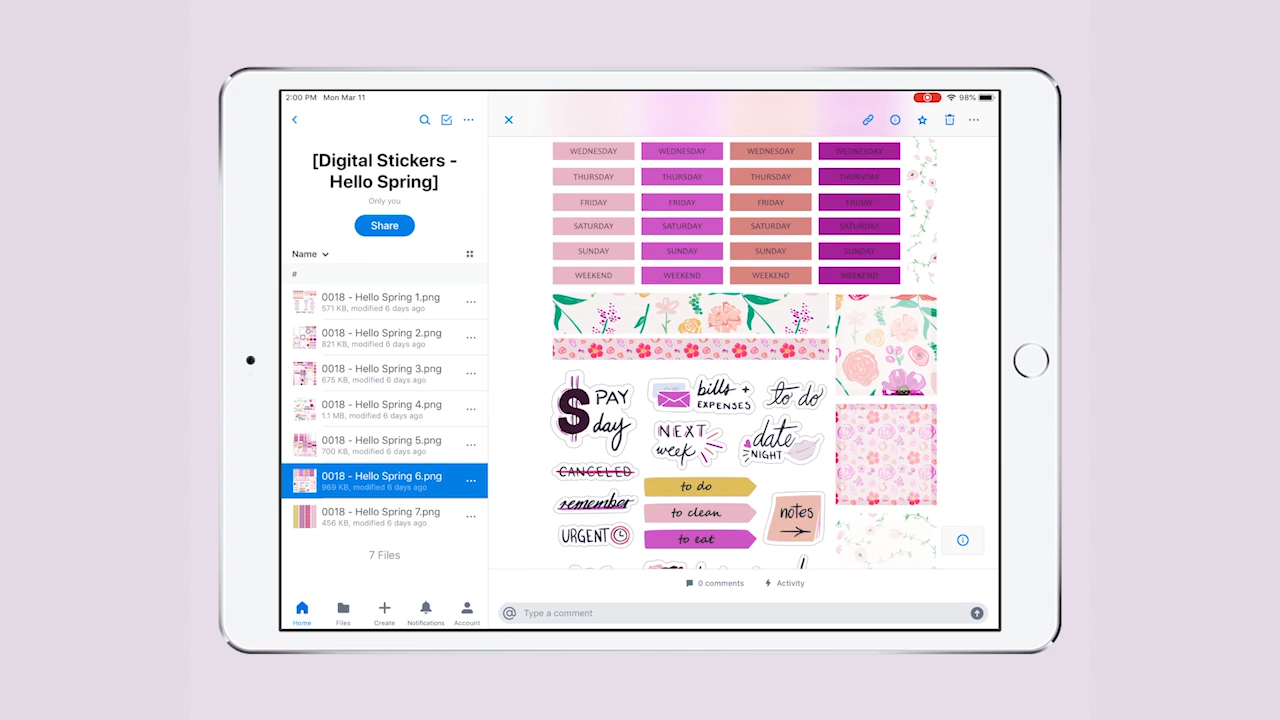 2:00 PM Mon Mar 11
98%
[Digital Stickers -
Hello Spring]
Only you
Share
Name
#
0018 - Hello Spring 1.png
571 KB, modified 6 days ago
0018 - Hello Spring 2.png
821 KB, modified 6 days ago
0018 - Hello Spring 3.png
675 KB, modified 6 days ago
0018 - Hello Spring 4.png
1.1 MB, modified 6 days ago
0018 - Hello Spring 5.png
700 KB, modified 6 days ago
0018 - Hello Spring 6.png
969 KB, modified 6 days ago
0018 - Hello Spring 7.png
456 KB, modified 6 days ago
7 Files
Home Files Create Notifications Account
WEDNESDAY WEDNESDAY WEDNESDAY WEDNESDAY
THURSDAY THURSDAY THURSDAY THURSDAY
FRIDAY FRIDAY FRIDAY FRIDAY
SATURDAY SATURDAY SATURDAY SATURDAY
SUNDAY SUNDAY SUNDAY SUNDAY
WEEKEND WEEKEND WEEKEND WEEKEND
$ PAY
day
bills +
EXPENSES
to do
NEXT
week
date
NIGHT
CANCELED
remember
URGENT
to do
to clean
to eat
notes
0 comments Activity
@ Type a comment